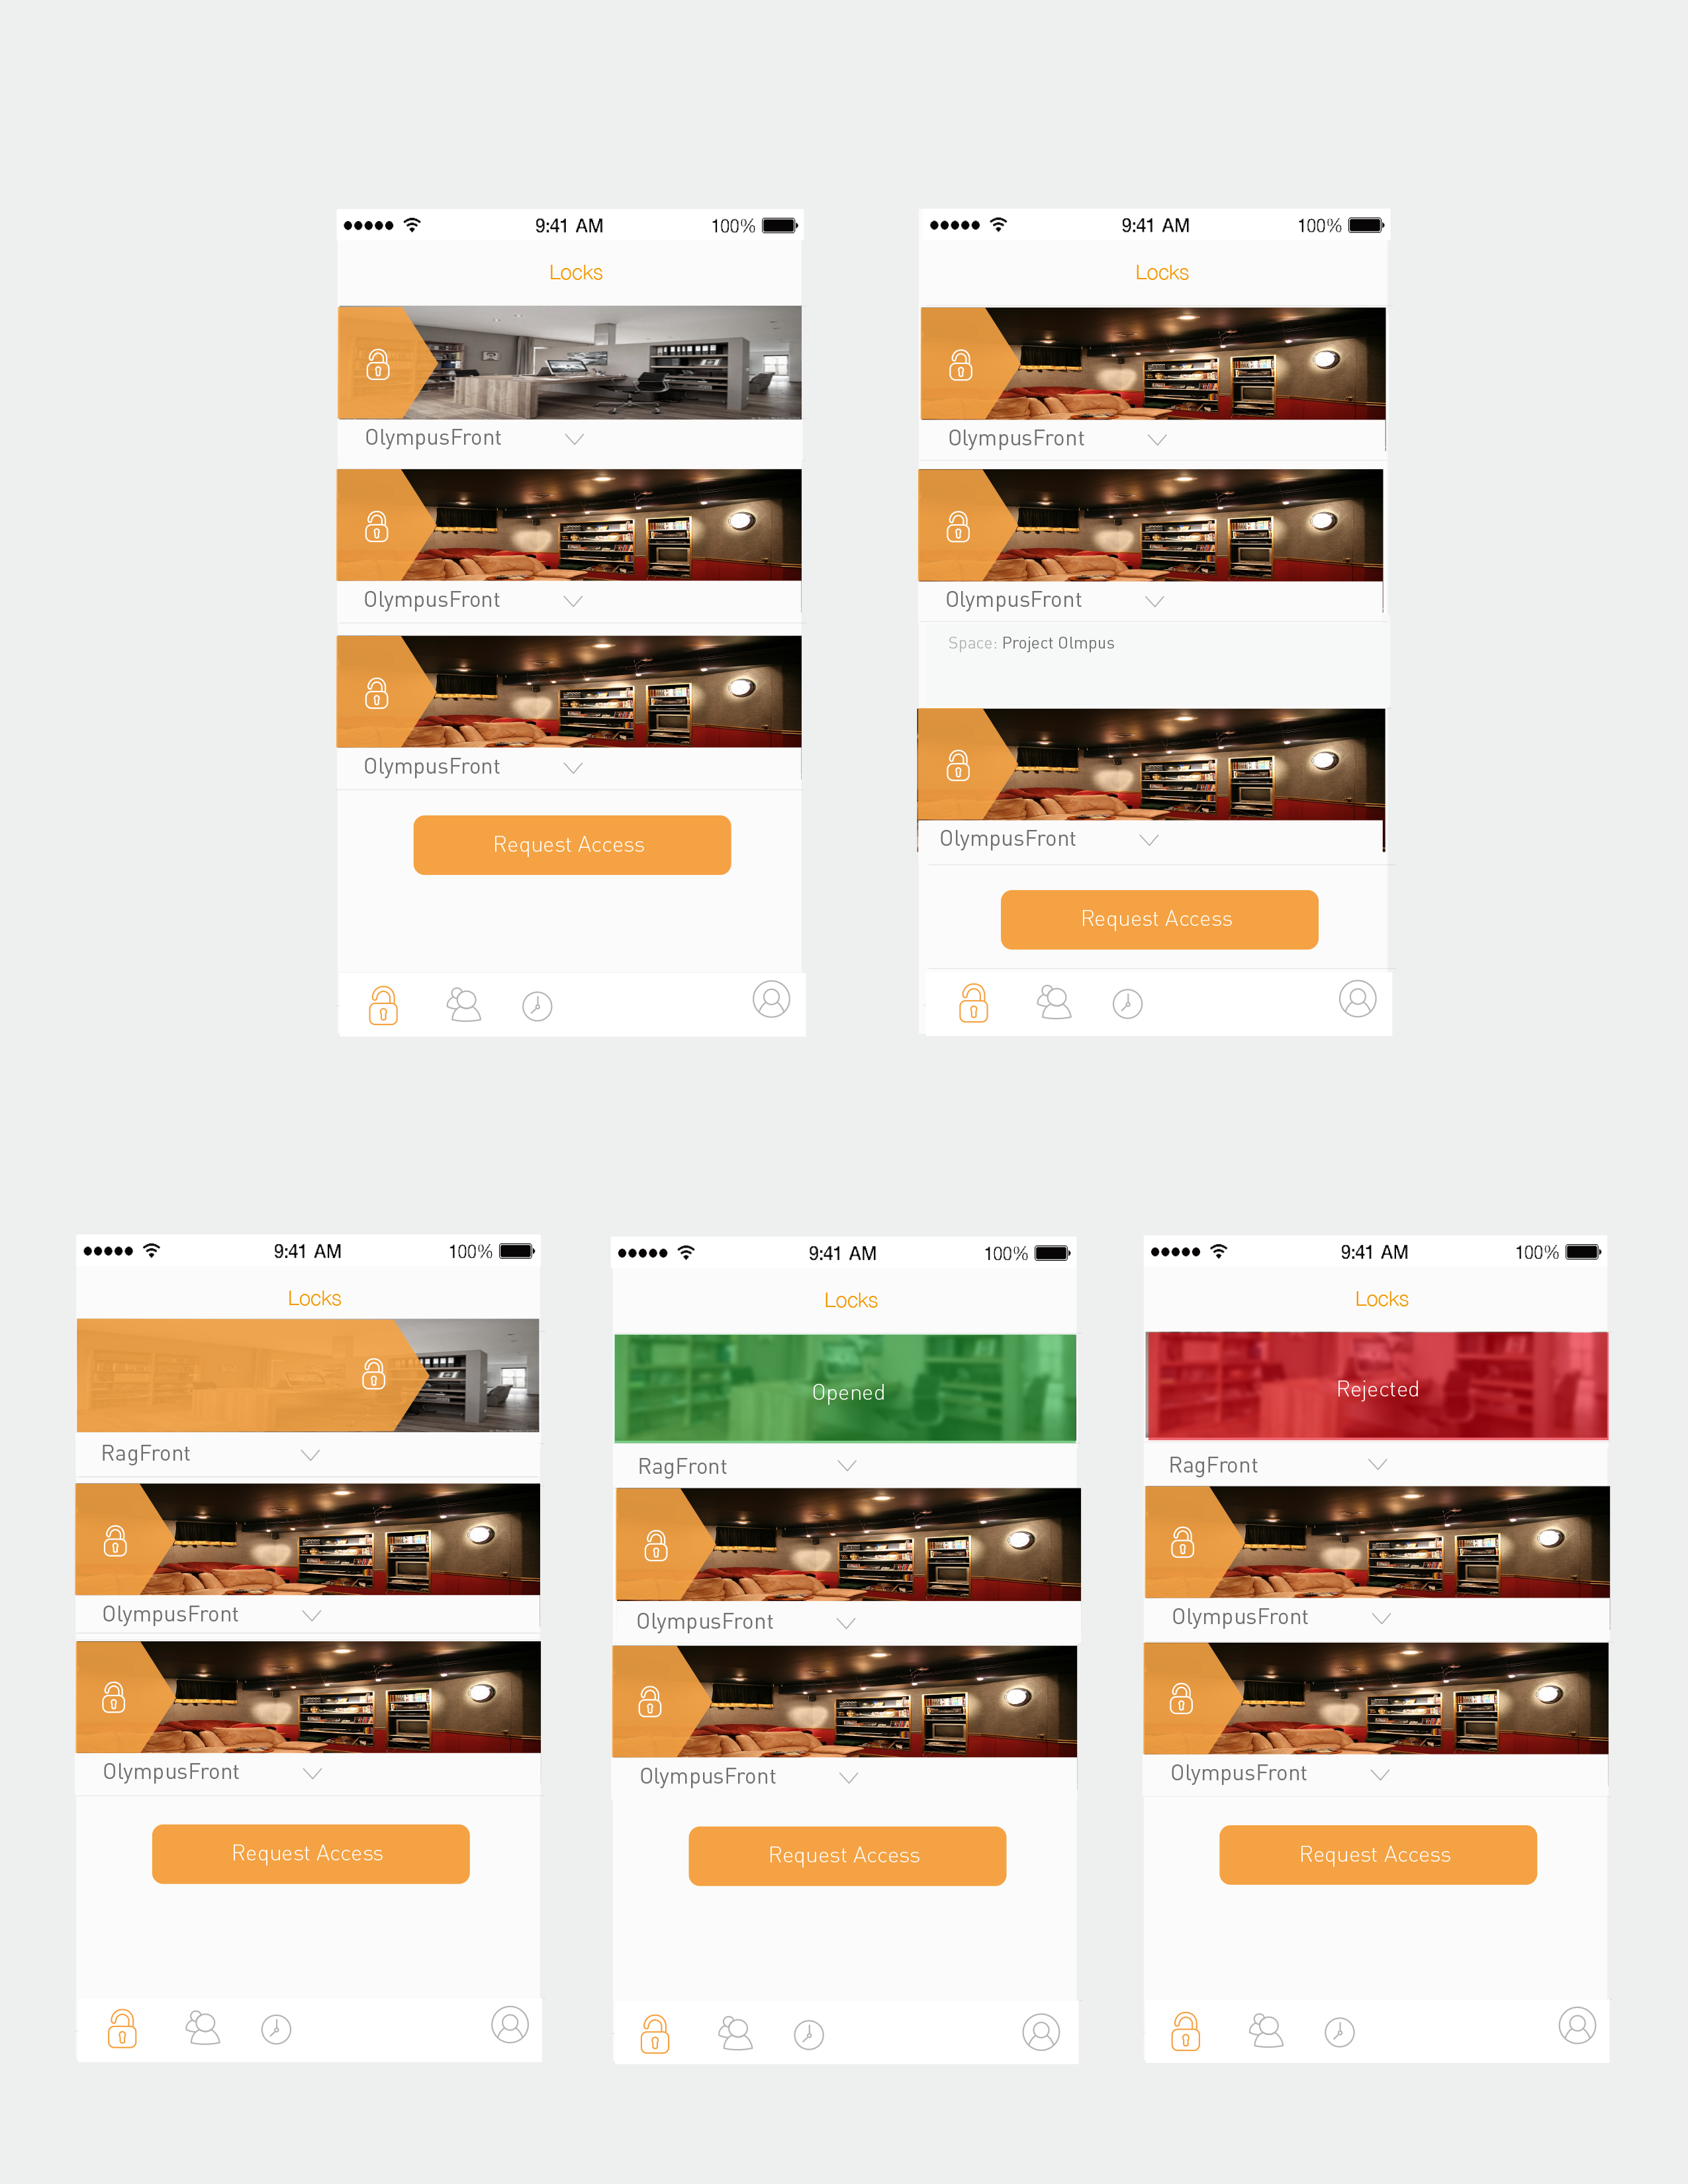 9:41 AM 100%
Locks
OlympusFront
OlympusFront
OlympusFront
Request Access
9:41 AM 100%
Locks
OlympusFront
OlympusFront
Space: Project Olmpus
OlympusFront
Request Access
9:41 AM 100%
Locks
RagFront
OlympusFront
OlympusFront
Request Access
9:41 AM 100%
Locks
Opened
RagFront
OlympusFront
OlympusFront
Request Access
9:41 AM 100%
Locks
Rejected
RagFront
OlympusFront
OlympusFront
Request Access